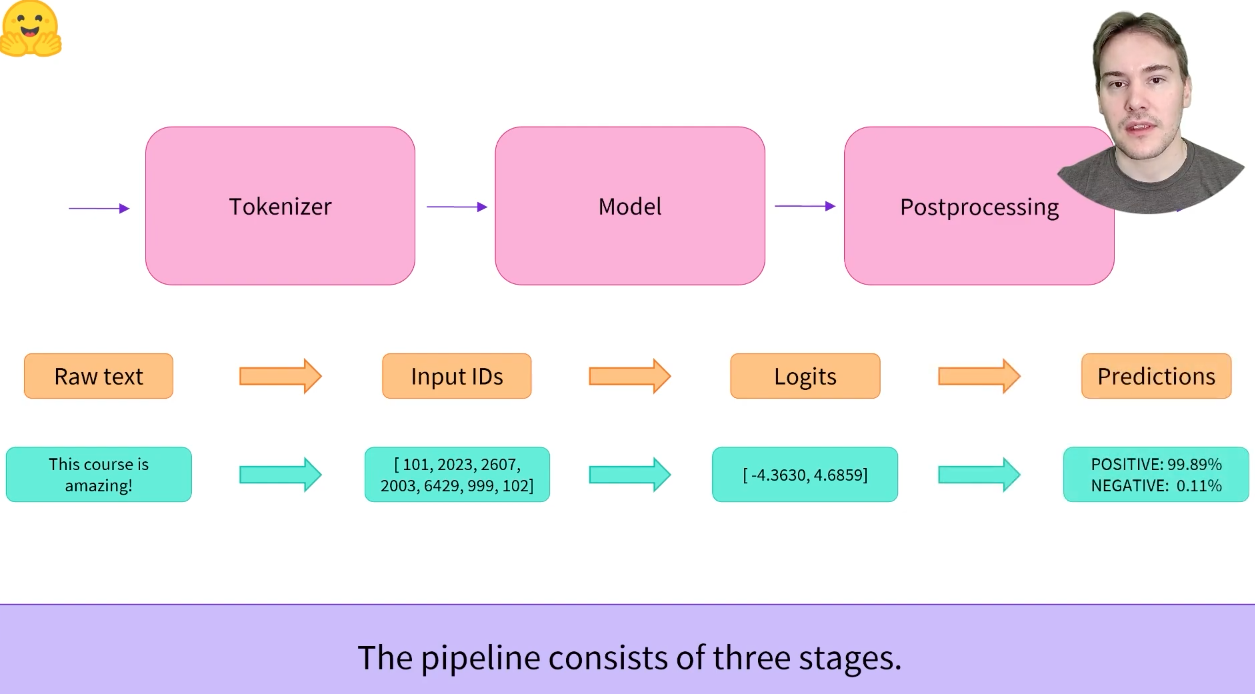 Tokenizer
Model
Postprocessing
Raw text
Input IDs
Logits
Predictions
This course is
amazing!
[ 101, 2023, 2607,
2003, 6429, 999, 102]
[ -4.3630, 4.6859]
POSITIVE: 99.89%
NEGATIVE: 0.11%
The pipeline consists of three stages.